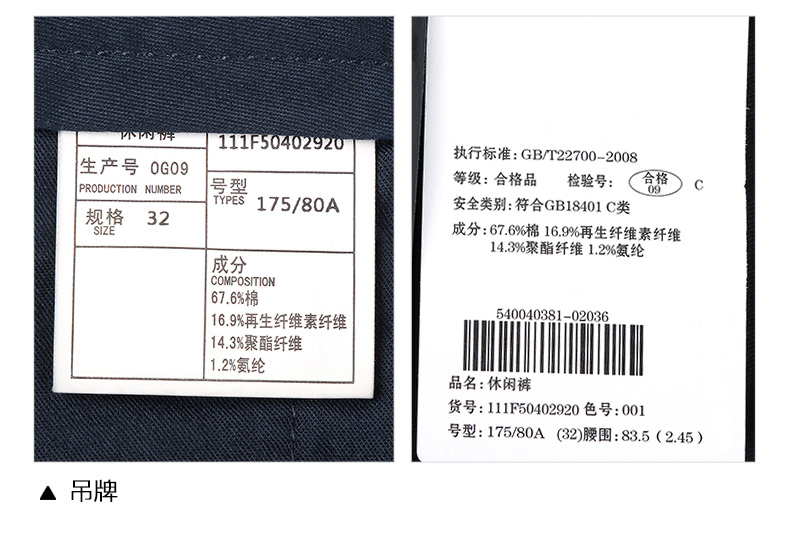 休闲裤
111F50402920
生产号 0G09
PRODUCTION NUMBER
号型
TYPES 175/80A
规格 32
SIZE
成分
COMPOSITION
67.6%棉
16.9%再生纤维素纤维
14.3%聚酯纤维
1.2%氨纶
执行标准:GB/T22700-2008
等级:合格品 检验号: 合格 09 C
安全类别:符合GB18401 C类
成分:67.6%棉 16.9%再生纤维素纤维
14.3%聚酯纤维 1.2%氨纶
540040381-02036
品名:休闲裤
货号:111F50402920 色号:001
号型:175/80A (32)腰围:83.5(2.45)
▲ 吊牌